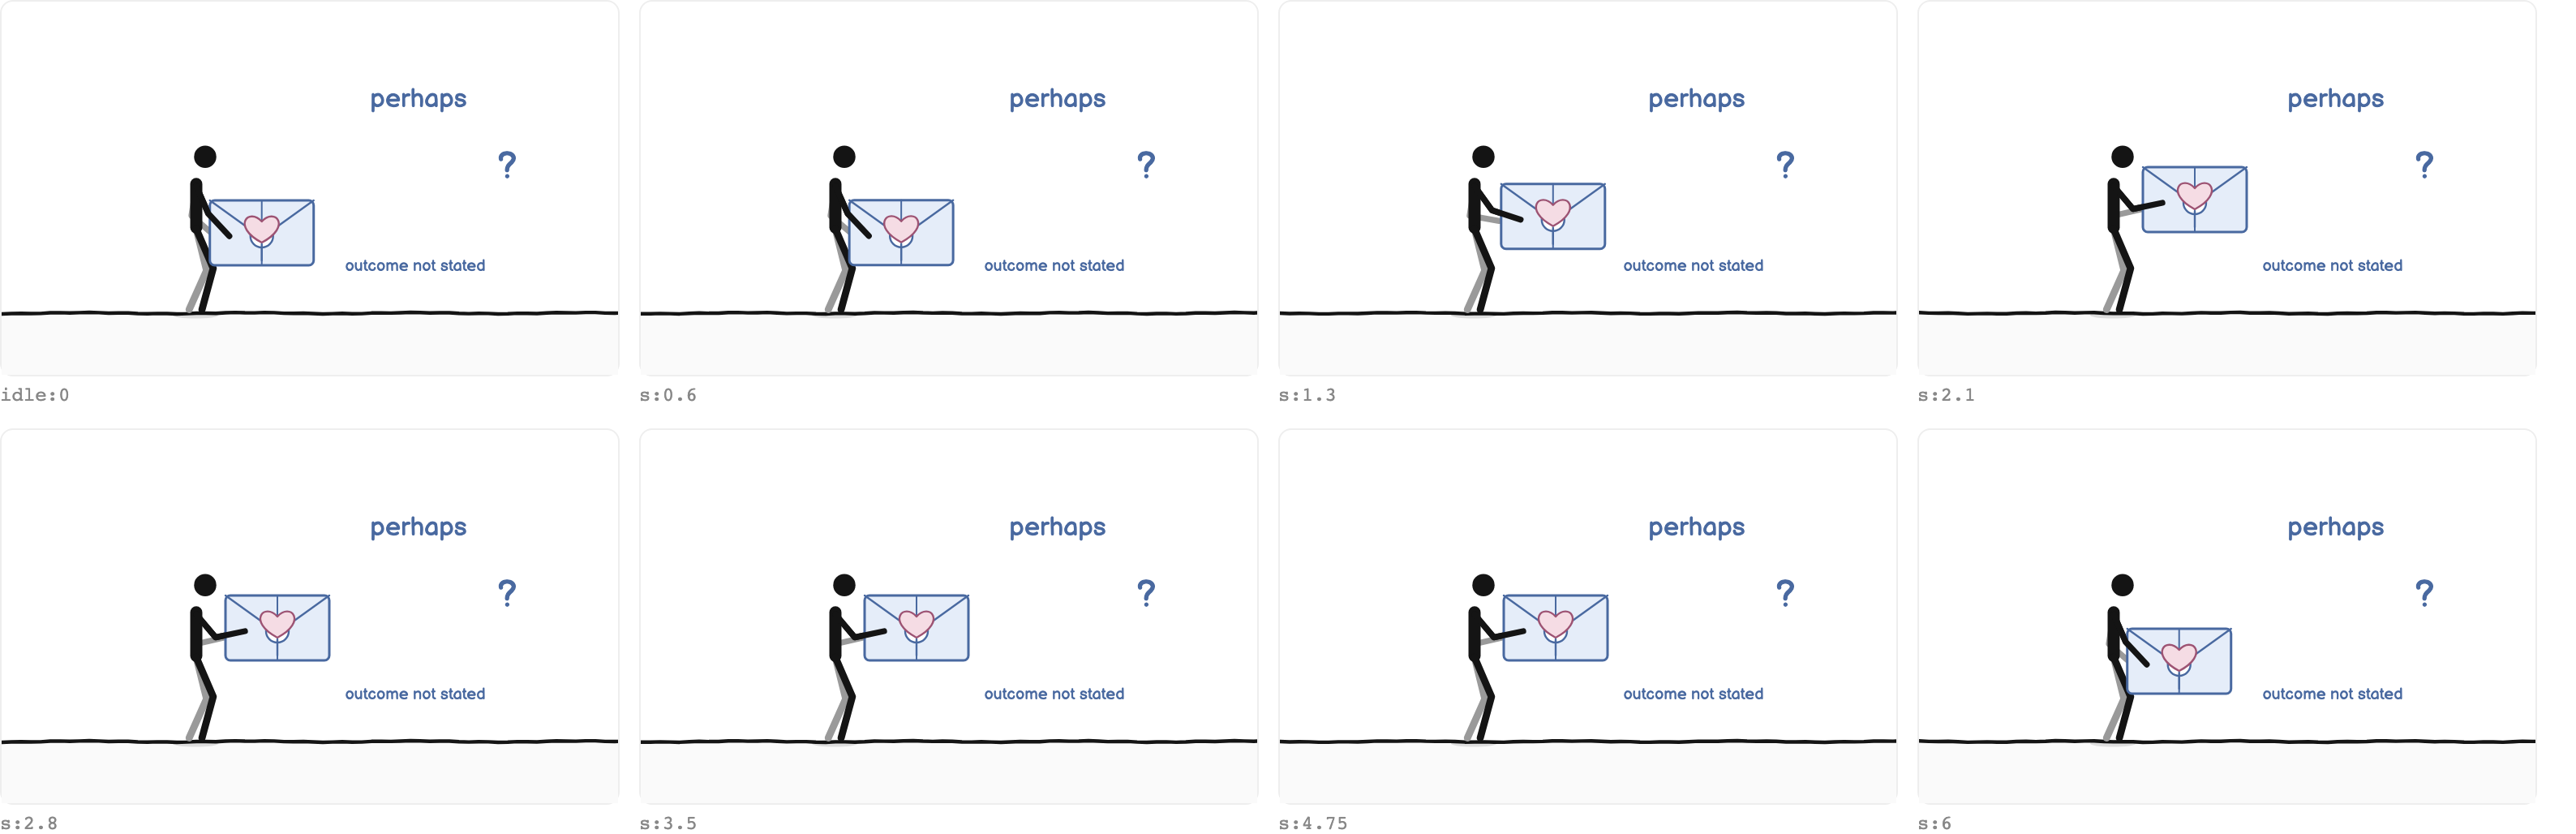 perhaps
?
outcome not stated
idle:0
perhaps
?
outcome not stated
s:0.6
perhaps
?
outcome not stated
s:1.3
perhaps
?
outcome not stated
s:2.1
perhaps
?
outcome not stated
s:2.8
perhaps
?
outcome not stated
s:3.5
perhaps
?
outcome not stated
s:4.75
perhaps
?
outcome not stated
s:6